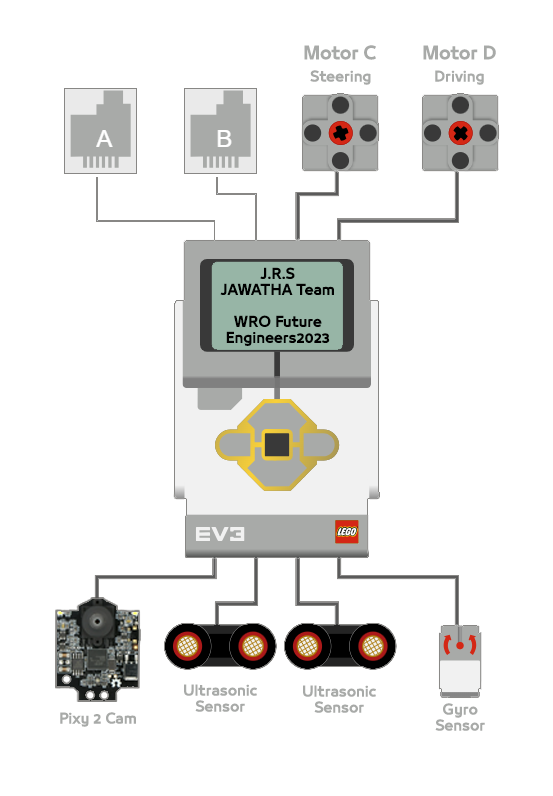 Motor C
Steering
Motor D
Driving
A
B
J.R.S
JAWATHA Team
WRO Future
Engineers2023
EV3
LEGO
Pixy 2 Cam
Ultrasonic
Sensor
Ultrasonic
Sensor
Gyro
Sensor